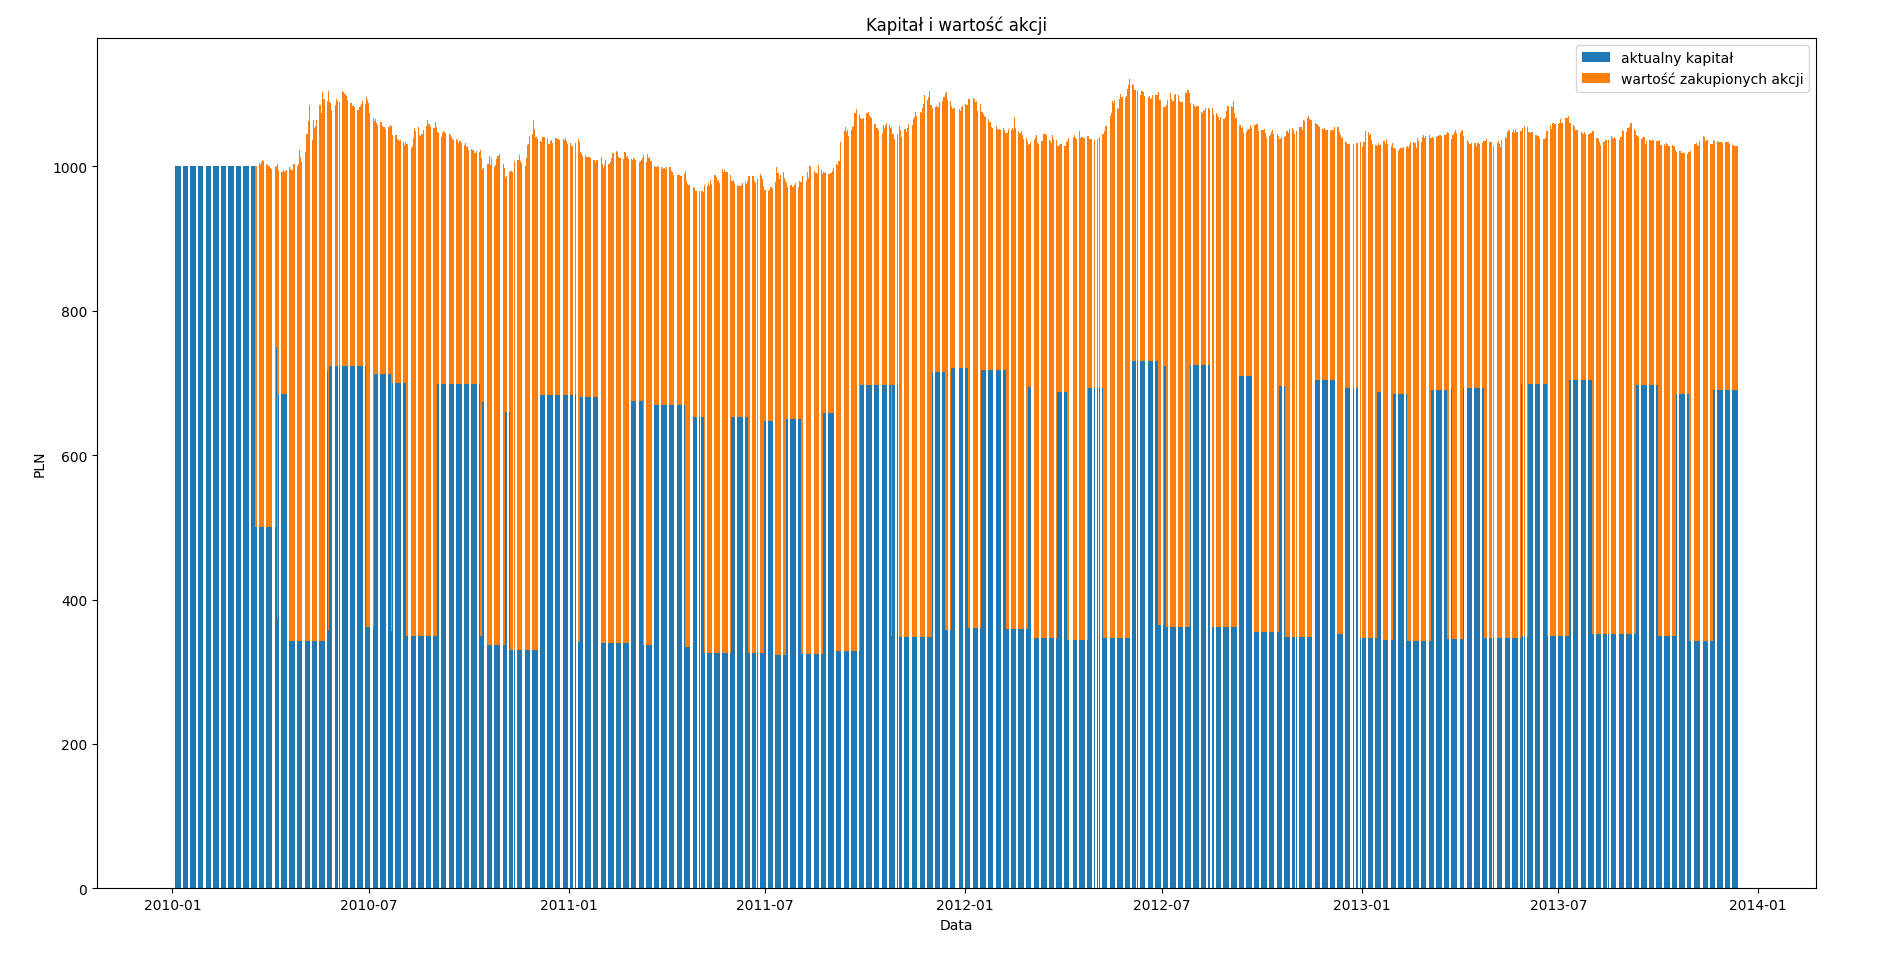 Kapitał i wartość akcji
aktualny kapitał
wartość zakupionych akcji
PLN
1000
800
600
400
200
0
2010-01 2010-07 2011-01 2011-07 2012-01 2012-07 2013-01 2013-07 2014-01
Data